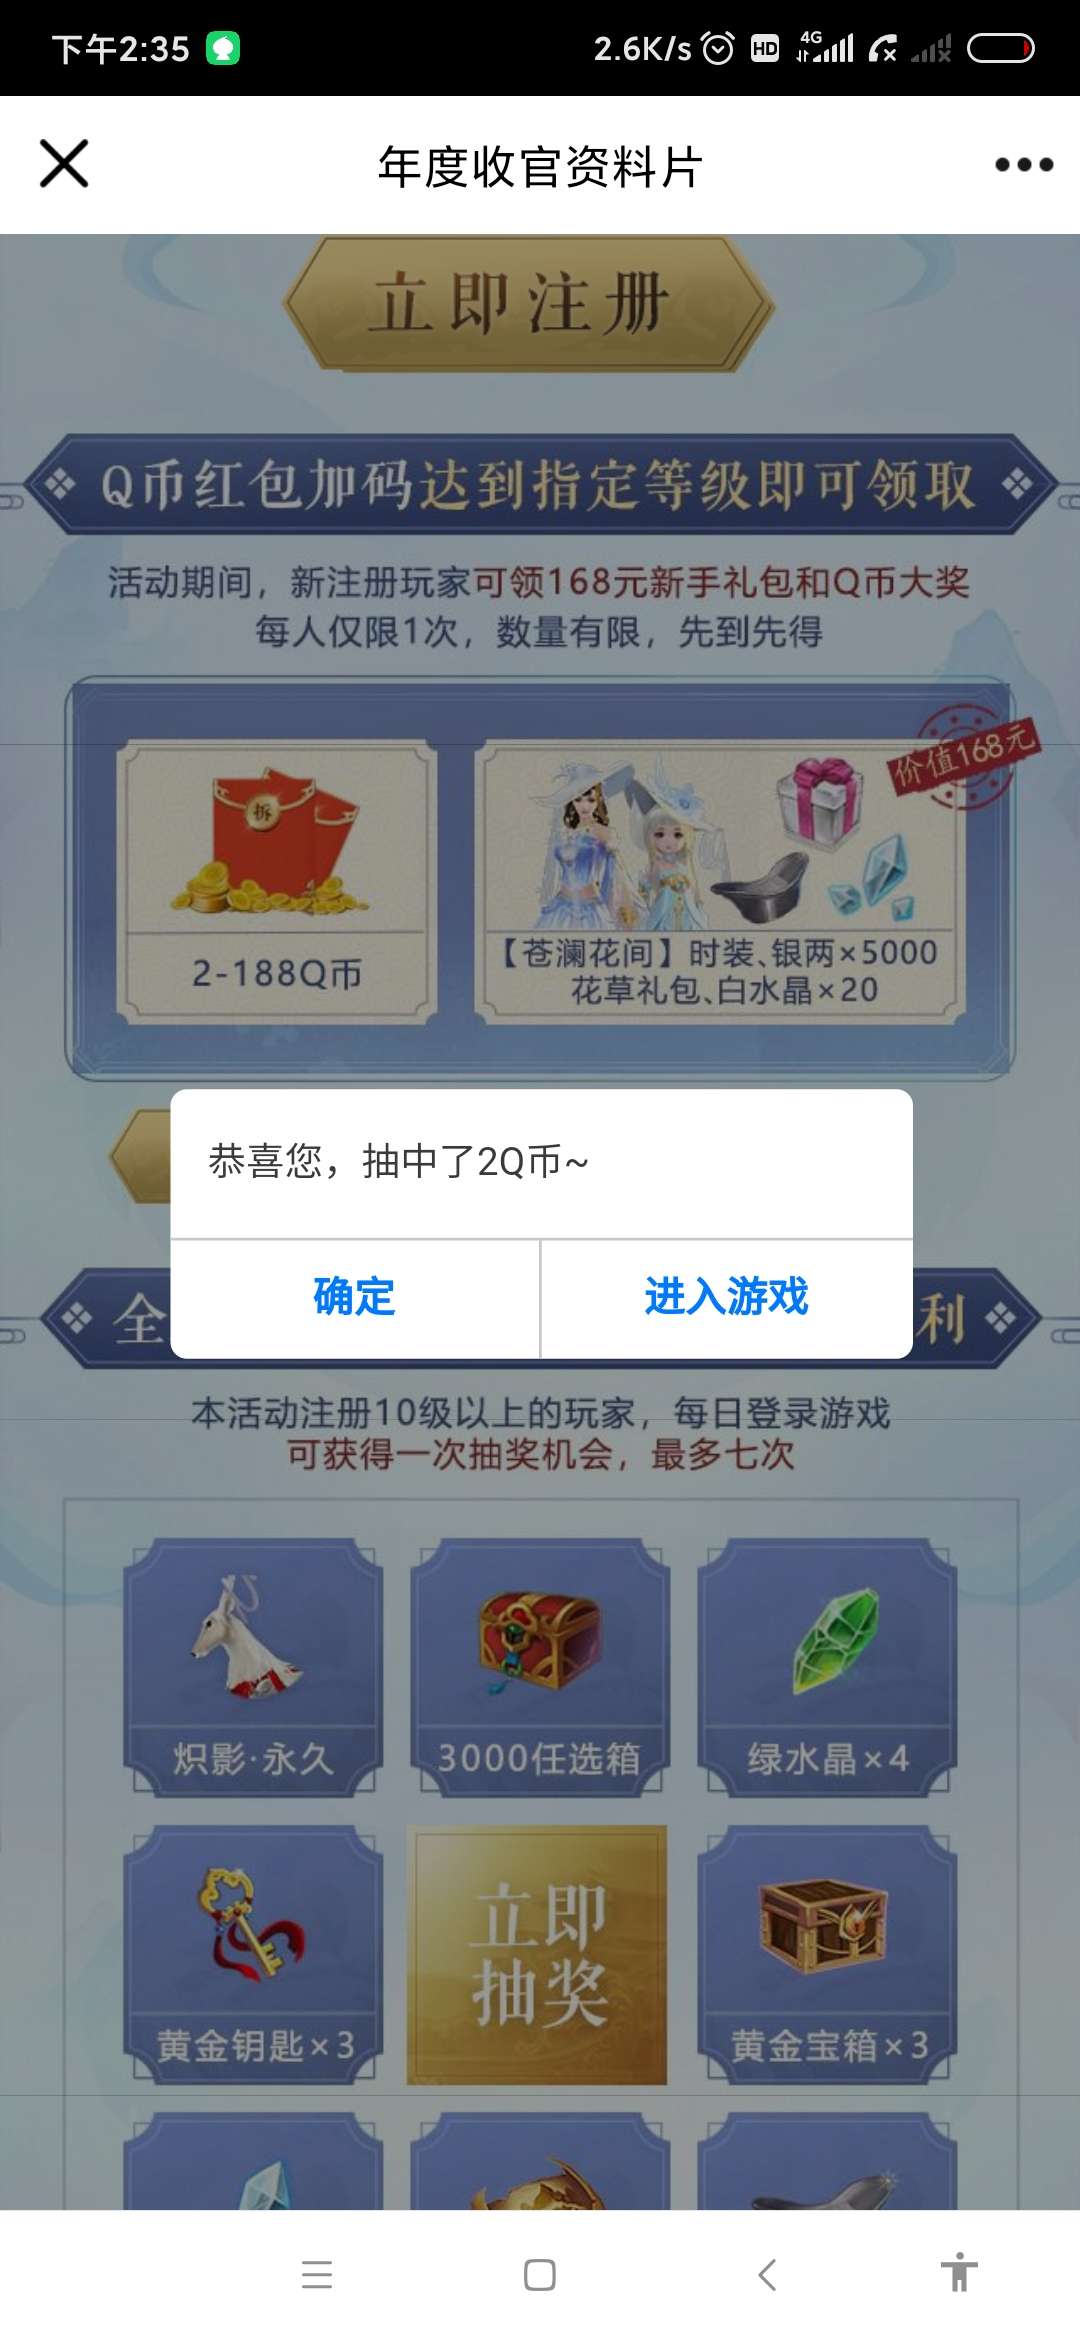 下午2:35
2.6K/s HD 4G
年度收官资料片
立即注册
Q币红包加码达到指定等级即可领取
活动期间，新注册玩家可领168元新手礼包和Q币大奖
每人仅限1次，数量有限，先到先得
价值168元
拆
2-188Q币
【苍澜花间】时装、银两×5000
花草礼包、白水晶×20
恭喜您，抽中了2Q币~
确定
进入游戏
全
利
本活动注册10级以上的玩家，每日登录游戏
可获得一次抽奖机会，最多七次
炽影·永久
3000任选箱
绿水晶×4
黄金钥匙×3
立即
抽奖
黄金宝箱×3